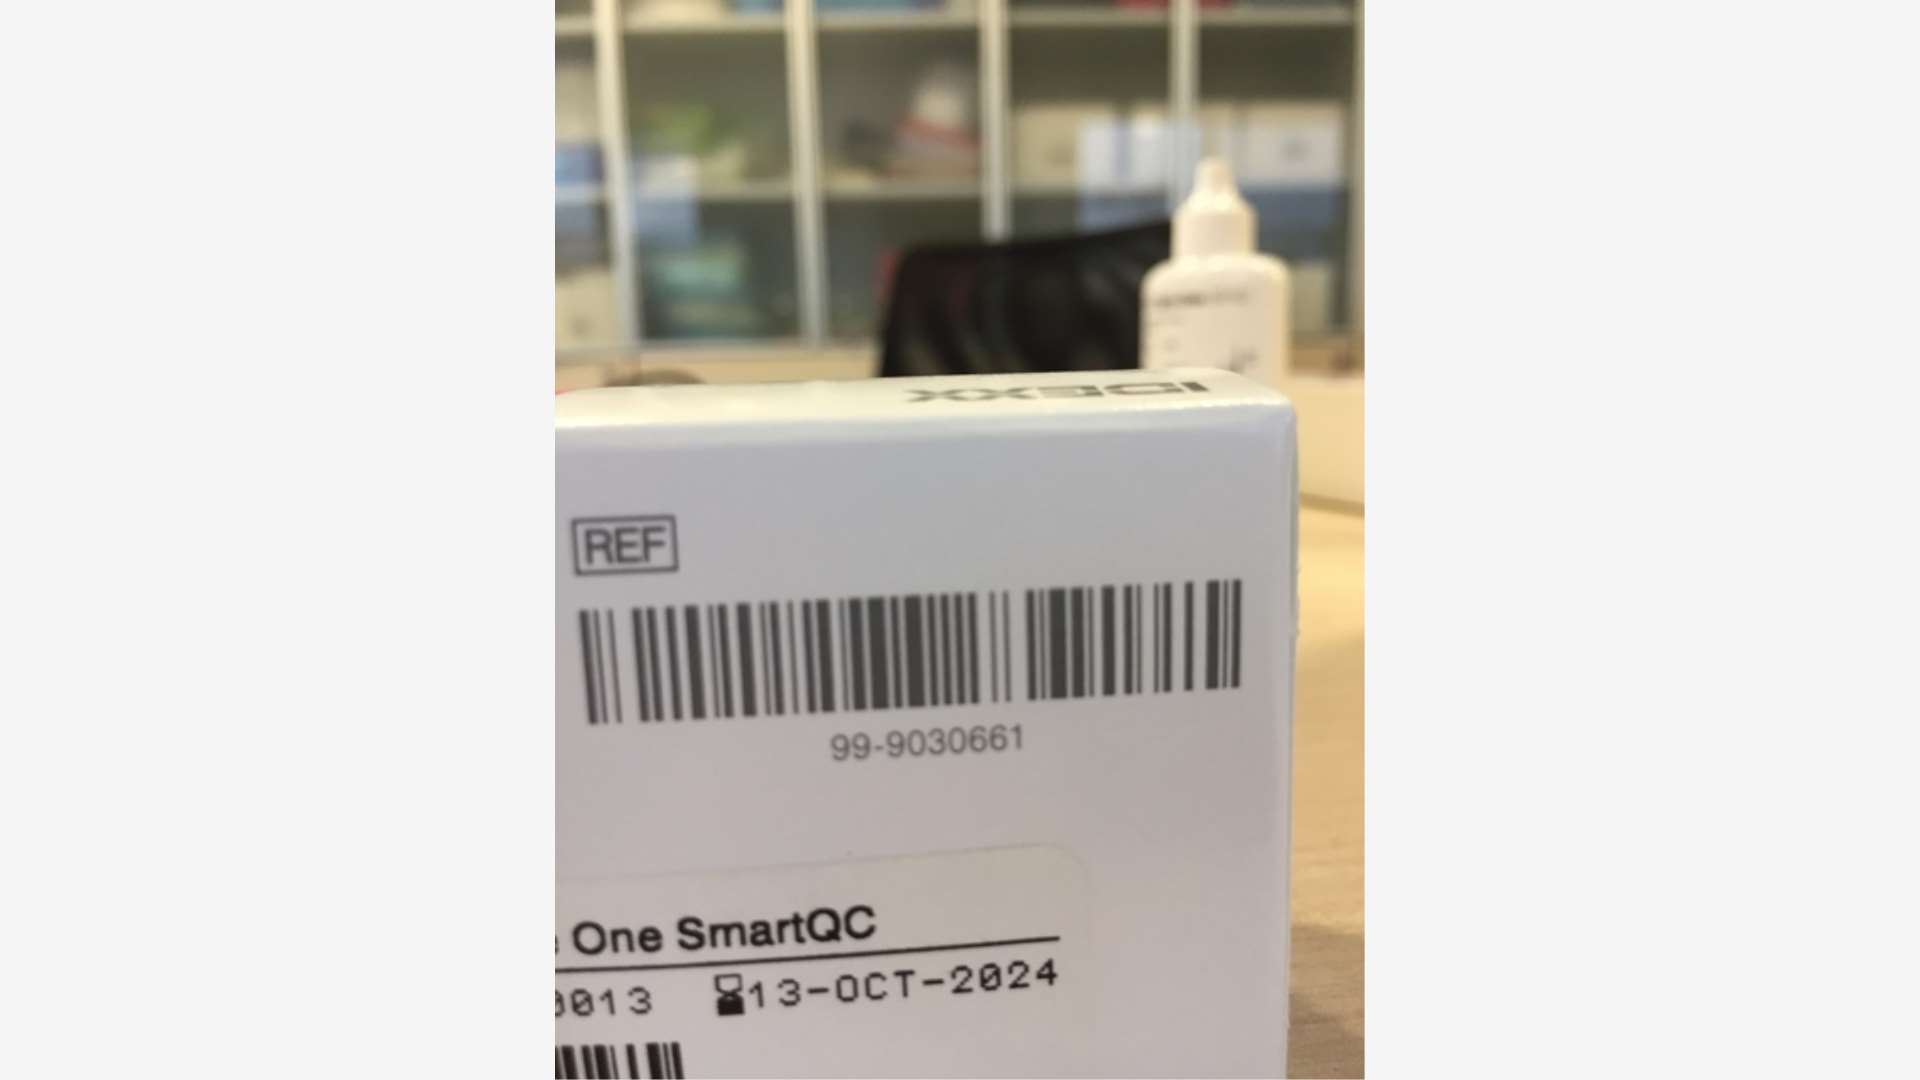 IDEXX
REF
99-9030661
One SmartQC
0013 13-OCT-2024